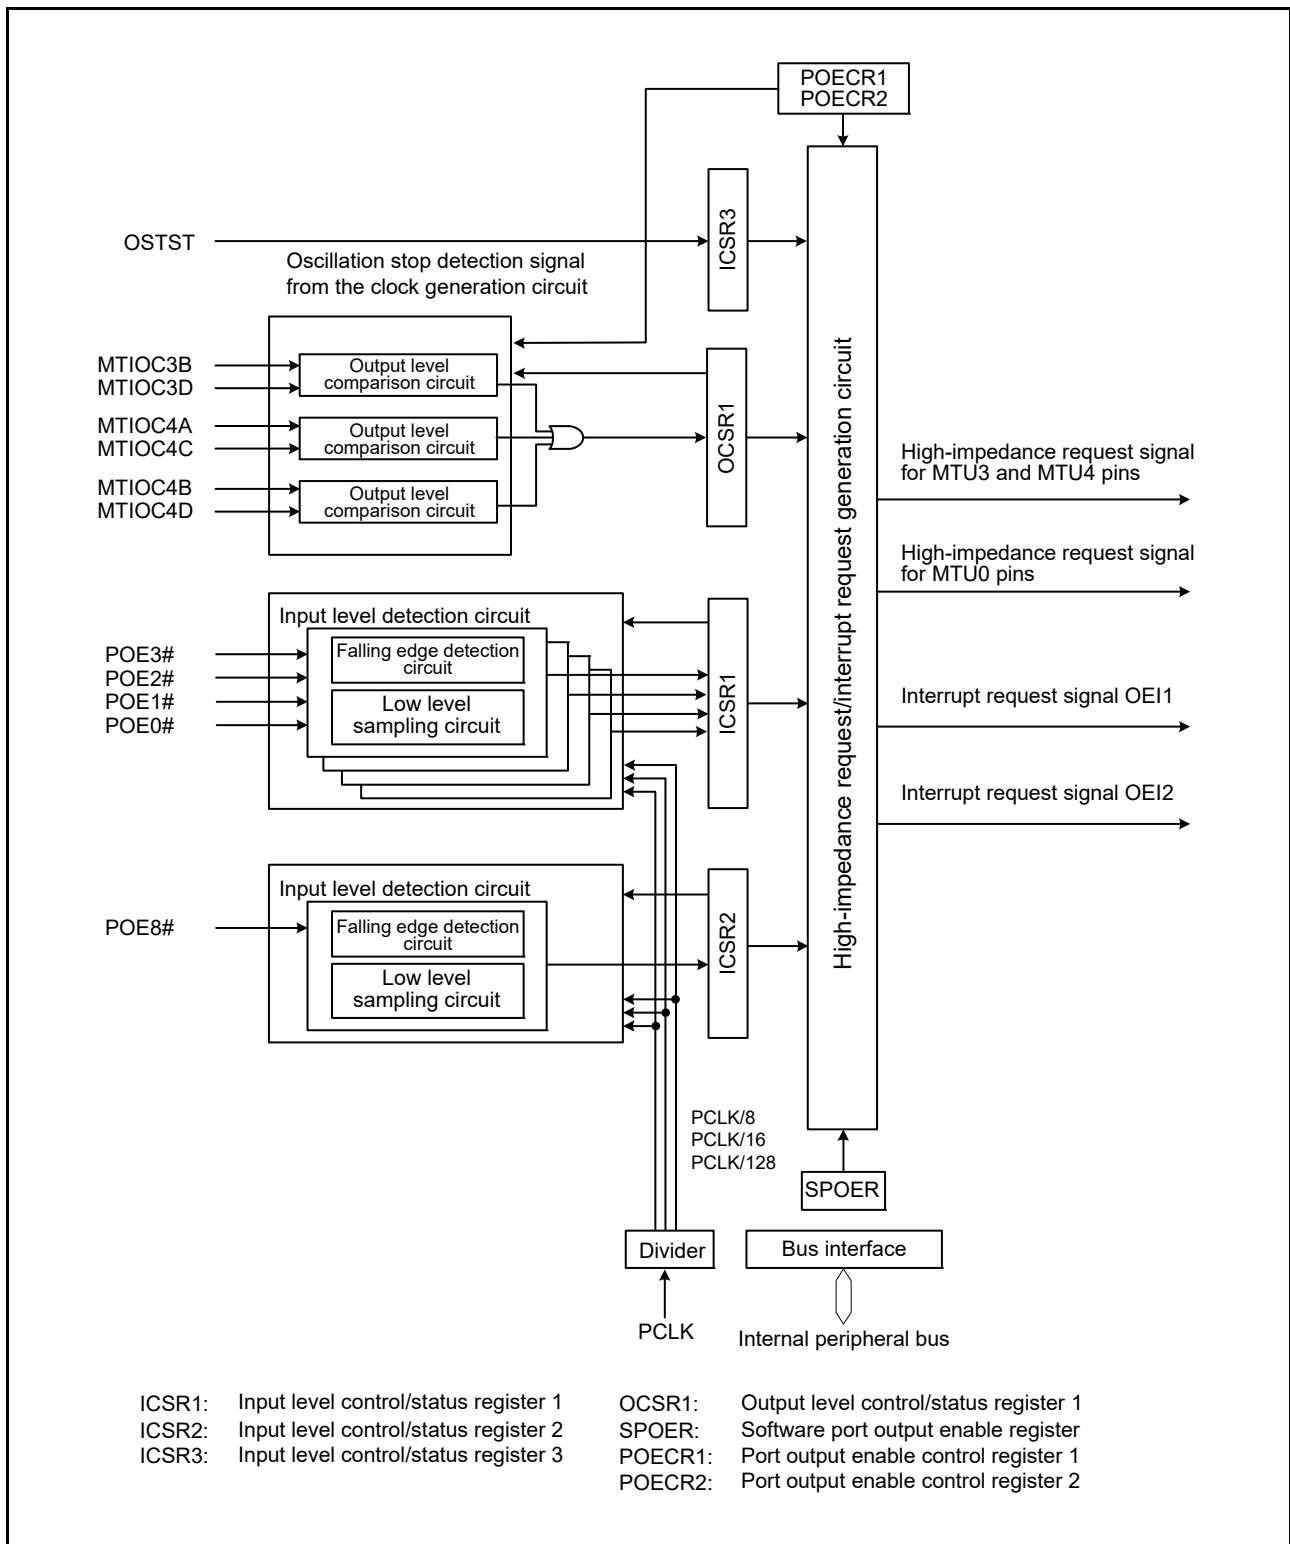 POECR1
POECR2
OSTST
ICSR3
Oscillation stop detection signal
from the clock generation circuit
MTIOC3B
MTIOC3D
Output level
comparison circuit
MTIOC4A
MTIOC4C
Output level
comparison circuit
MTIOC4B
MTIOC4D
Output level
comparison circuit
OCSR1
High-impedance request/interrupt request generation circuit
High-impedance request signal
for MTU3 and MTU4 pins
High-impedance request signal
for MTU0 pins
Interrupt request signal OEI1
Interrupt request signal OEI2
Input level detection circuit
POE3#
POE2#
POE1#
POE0#
Falling edge detection
circuit
Low level
sampling circuit
ICSR1
Input level detection circuit
POE8#
Falling edge detection
circuit
Low level
sampling circuit
ICSR2
PCLK/8
PCLK/16
PCLK/128
SPOER
Divider
Bus interface
PCLK
Internal peripheral bus
ICSR1: Input level control/status register 1
ICSR2: Input level control/status register 2
ICSR3: Input level control/status register 3
OCSR1: Output level control/status register 1
SPOER: Software port output enable register
POECR1: Port output enable control register 1
POECR2: Port output enable control register 2